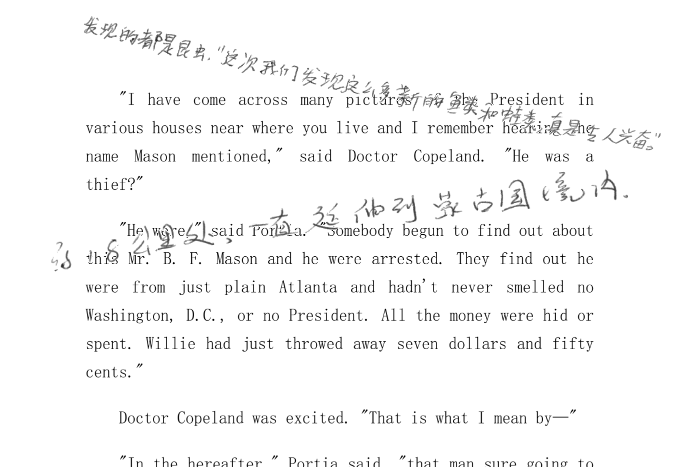 发现的都是昆虫."这次我们发现这么多新的鱼类和蛙类,真是令人兴奋。"
"I have come across many pictures of the President in
various houses near where you live and I remember hearing the
name Mason mentioned," said Doctor Copeland. "He was a
thief?"
公里处,一直延伸到蒙古国境内.
"He were," said Portia. "Somebody begun to find out about
this Mr. B. F. Mason and he were arrested. They find out he
were from just plain Atlanta and hadn't never smelled no
Washington, D.C., or no President. All the money were hid or
spent. Willie had just throwed away seven dollars and fifty
cents."
Doctor Copeland was excited. "That is what I mean by—"
"In the hereafter," Portia said, "that man sure going to